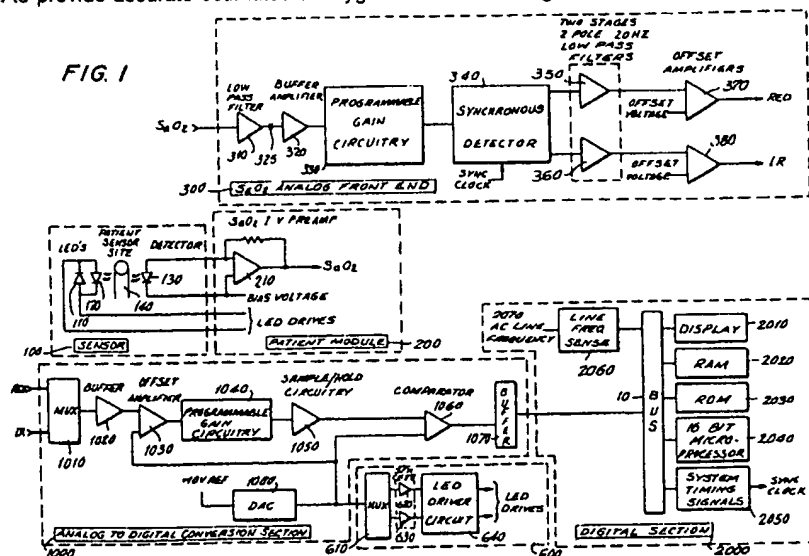 FIG. 1
TWO STAGES
2 POLE 20HZ
LOW PASS
FILTERS
OFFSET
AMPLIFIERS
LOW PASS
FILTER
BUFFER
AMPLIFIER
340
350
370
SaO2
310
325
320
PROGRAMMABLE
GAIN
CIRCUITRY
330
SYNCHRONOUS
DETECTOR
SYNC
CLOCK
OFFSET
VOLTAGE
RED
360
OFFSET
VOLTAGE
380
IR
300
SaO2 ANALOG FRONT END
LED'S
PATIENT
SENSOR
SITE
DETECTOR
SaO2 I V PREAMP
130
210
SaO2
110
120
140
BIAS VOLTAGE
LED DRIVES
100
SENSOR
PATIENT MODULE
200
2070
AC LINE
FREQUENCY
LINE
FREQ
SENSE
2060
10
BUS
DISPLAY
2010
RAM
2020
ROM
2030
16 BIT
MICRO-
PROCESSOR
2040
SYSTEM
TIMING
SIGNALS
2050
SYNC
CLOCK
RED
IR
MUX
1010
BUFFER
1020
OFFSET
AMPLIFIER
1030
1040
PROGRAMMABLE
GAIN
CIRCUITRY
SAMPLE/HOLD
CIRCUITRY
1050
COMPARATOR
1060
1070
BUFFER
+10V REF
1080
DAC
610
MUX
620
630
LED
DRIVER
CIRCUIT
640
LED
DRIVES
ANALOG TO DIGITAL CONVERSION SECTION
1000
600
DIGITAL SECTION
2000